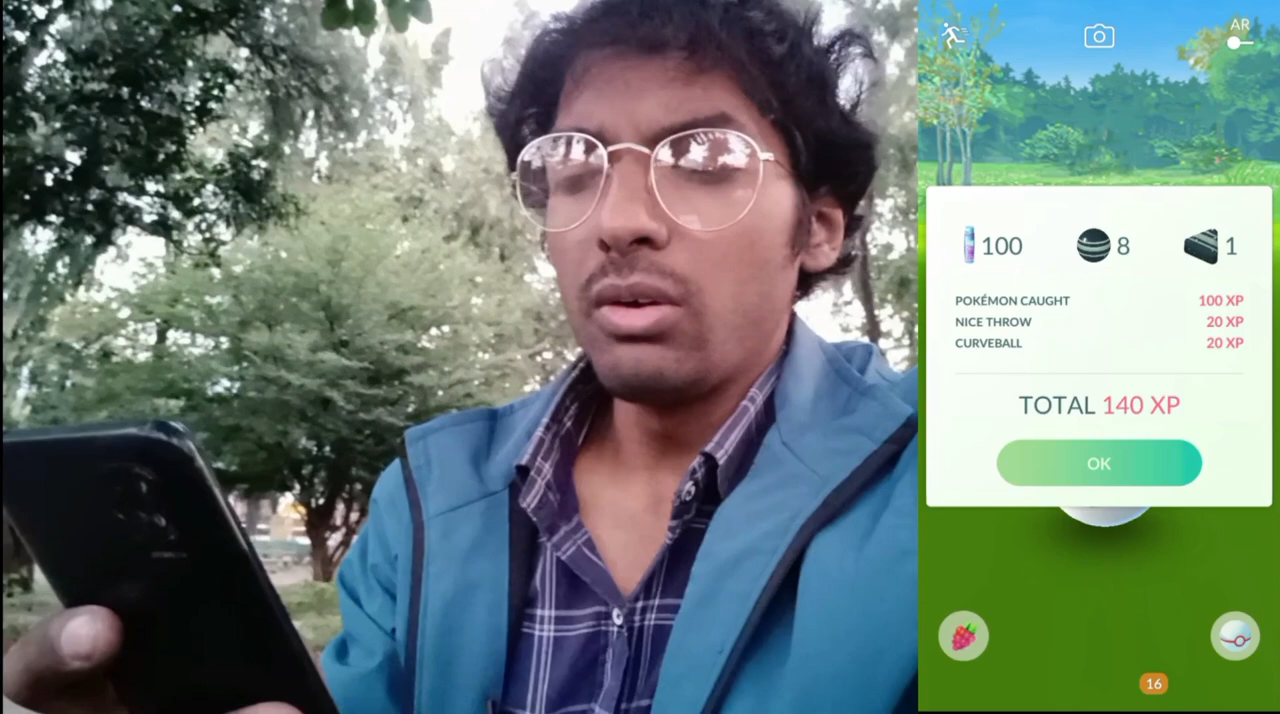 AR
100 8 1
POKÉMON CAUGHT 100 XP
NICE THROW 20 XP
CURVEBALL 20 XP
TOTAL 140 XP
OK
16